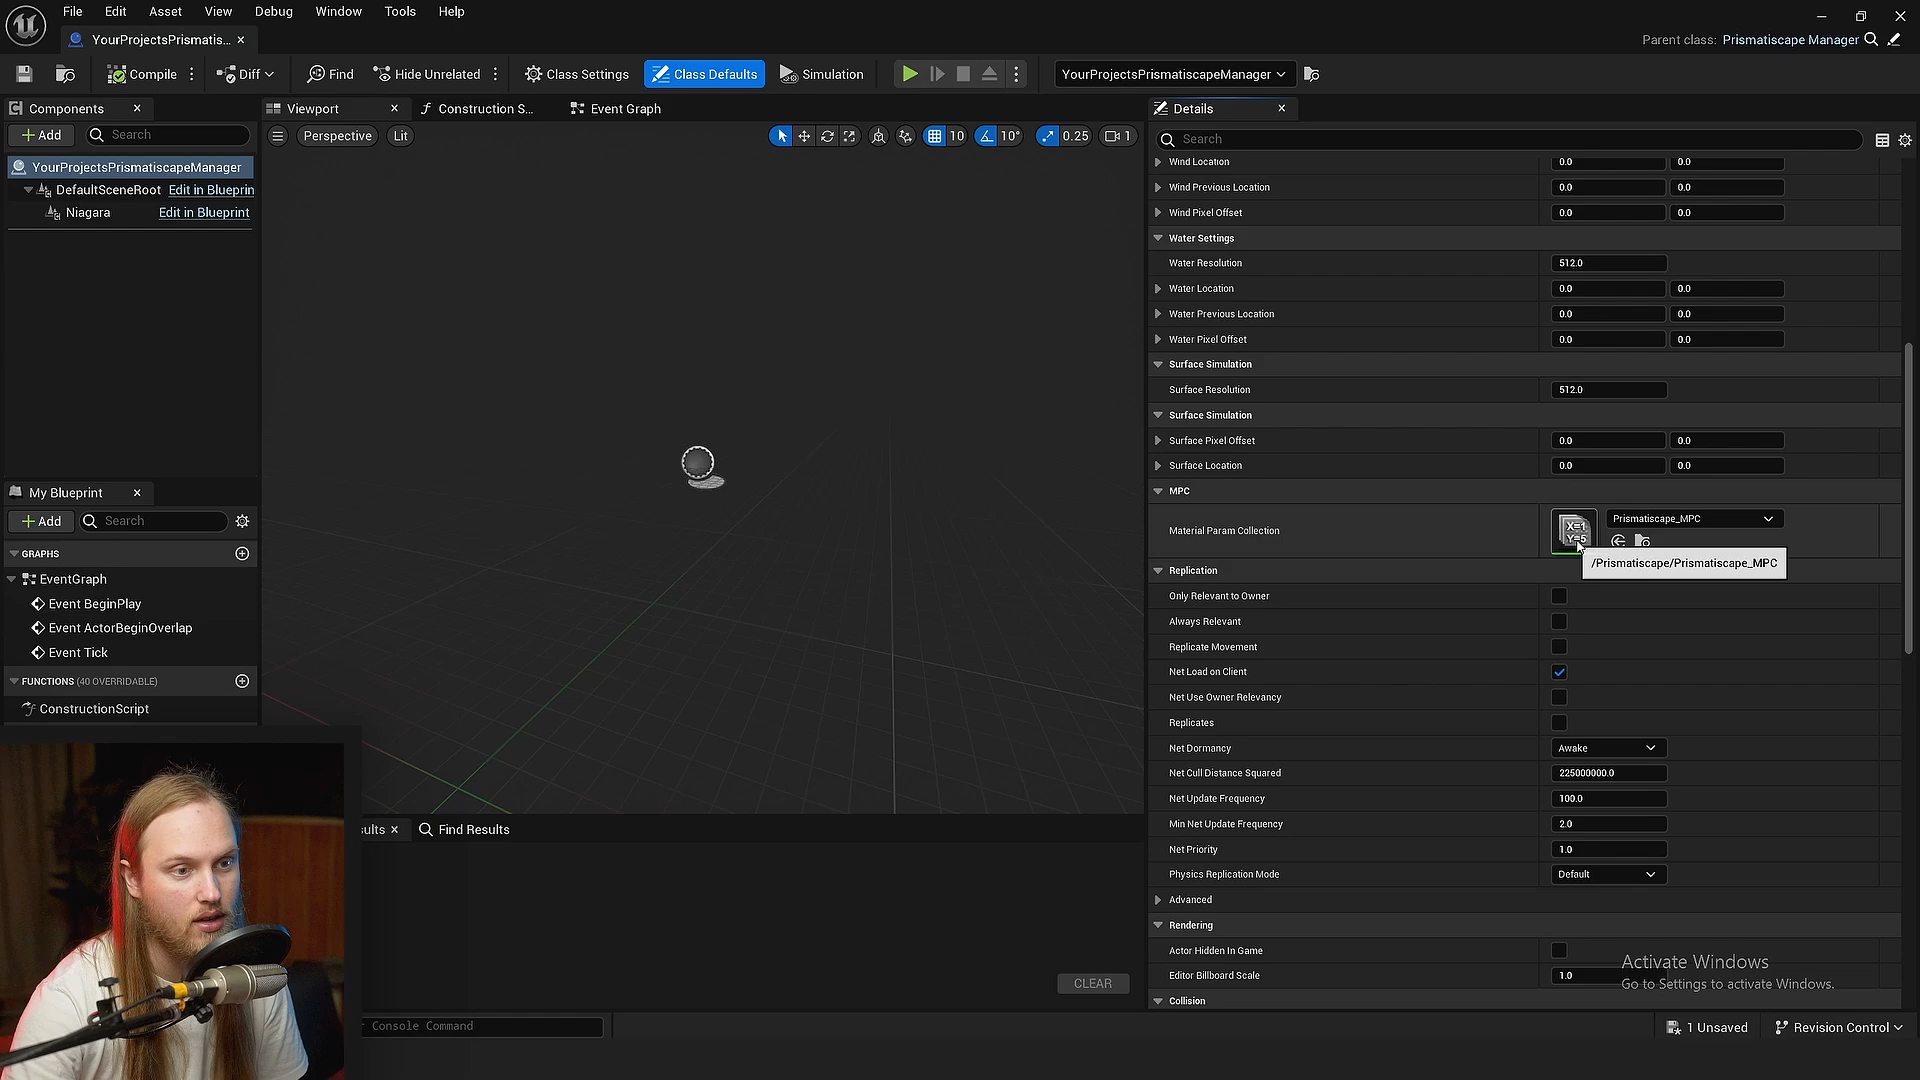 File Edit Asset View Debug Window Tools Help
YourProjectsPrismatis...
Parent class: Prismatiscape Manager
Compile Diff Find Hide Unrelated Class Settings Class Defaults Simulation YourProjectsPrismatiscapeManager
Components
Add Search
YourProjectsPrismatiscapeManager
DefaultSceneRoot Edit in Blueprin
Niagara Edit in Blueprint
My Blueprint
Add Search
GRAPHS
EventGraph
Event BeginPlay
Event ActorBeginOverlap
Event Tick
FUNCTIONS (40 OVERRIDABLE)
ConstructionScript
Viewport Construction S... Event Graph
Perspective Lit 10 10° 0.25 1
sults Find Results
CLEAR
Console Command
Details
Search
Wind Location 0.0 0.0
Wind Previous Location 0.0 0.0
Wind Pixel Offset 0.0 0.0
Water Settings
Water Resolution 512.0
Water Location 0.0 0.0
Water Previous Location 0.0 0.0
Water Pixel Offset 0.0 0.0
Surface Simulation
Surface Resolution 512.0
Surface Simulation
Surface Pixel Offset 0.0 0.0
Surface Location 0.0 0.0
MPC
Material Param Collection X=1 Y=5 Prismatiscape_MPC
/Prismatiscape/Prismatiscape_MPC
Replication
Only Relevant to Owner
Always Relevant
Replicate Movement
Net Load on Client
Net Use Owner Relevancy
Replicates
Net Dormancy Awake
Net Cull Distance Squared 225000000.0
Net Update Frequency 100.0
Min Net Update Frequency 2.0
Net Priority 1.0
Physics Replication Mode Default
Advanced
Rendering
Actor Hidden In Game
Editor Billboard Scale 1.0
Collision
Activate Windows
Go to Settings to activate Windows.
1 Unsaved Revision Control